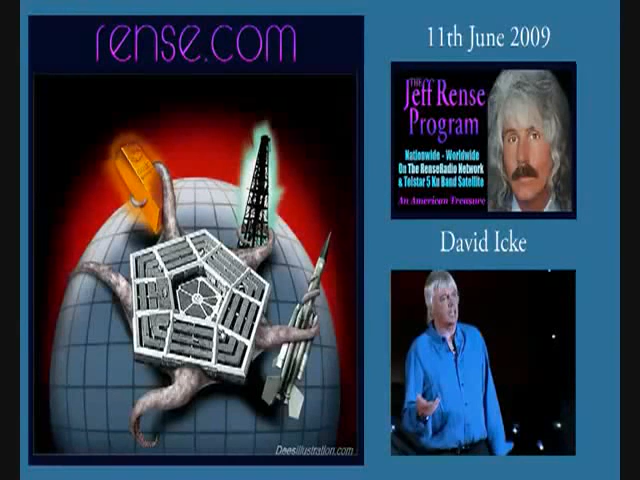 rense.com
Deesillustration.com
11th June 2009
THE
Jeff Rense
Program
Nationwide - Worldwide
On The RenseRadio Network
& Telstar 5 Ku Band Satellite
An American Treasure
David Icke